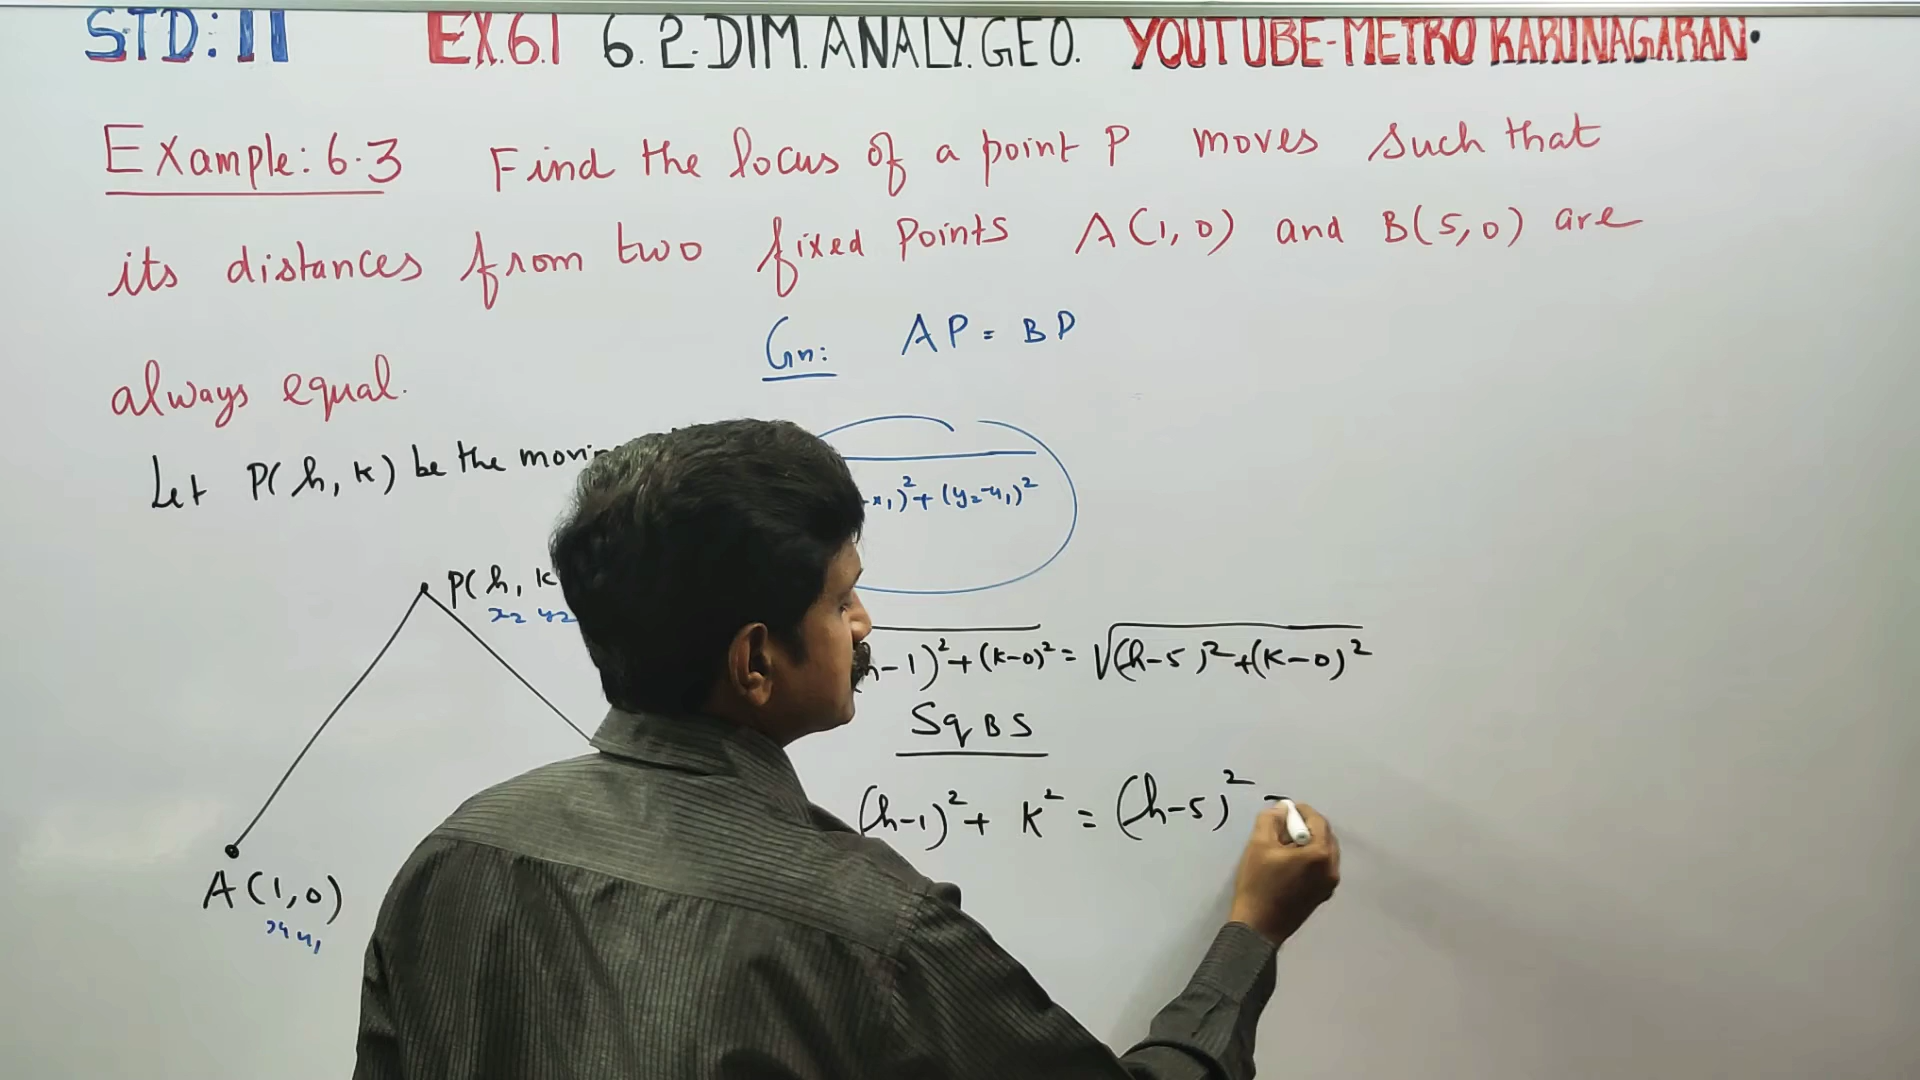 STD: 11 EX.6.1 6. 2-DIM. ANALY. GEO. YOUTUBE-METRO KARUNAGARAN.
Example: 6.3 Find the locus of a point P moves such that
its distances from two fixed points A(1,0) and B(5,0) are
always equal.
Gn: AP = BP
Let P(h, k) be the movin
x₁)² + (y₂-y₁)²
P(h, k
x₂ y₂
h-1)² + (k-0)² = √(h-5)² + (k-0)²
Sq BS
(h-1)² + k² = (h-5)²
A(1,0)
x₁ y₁